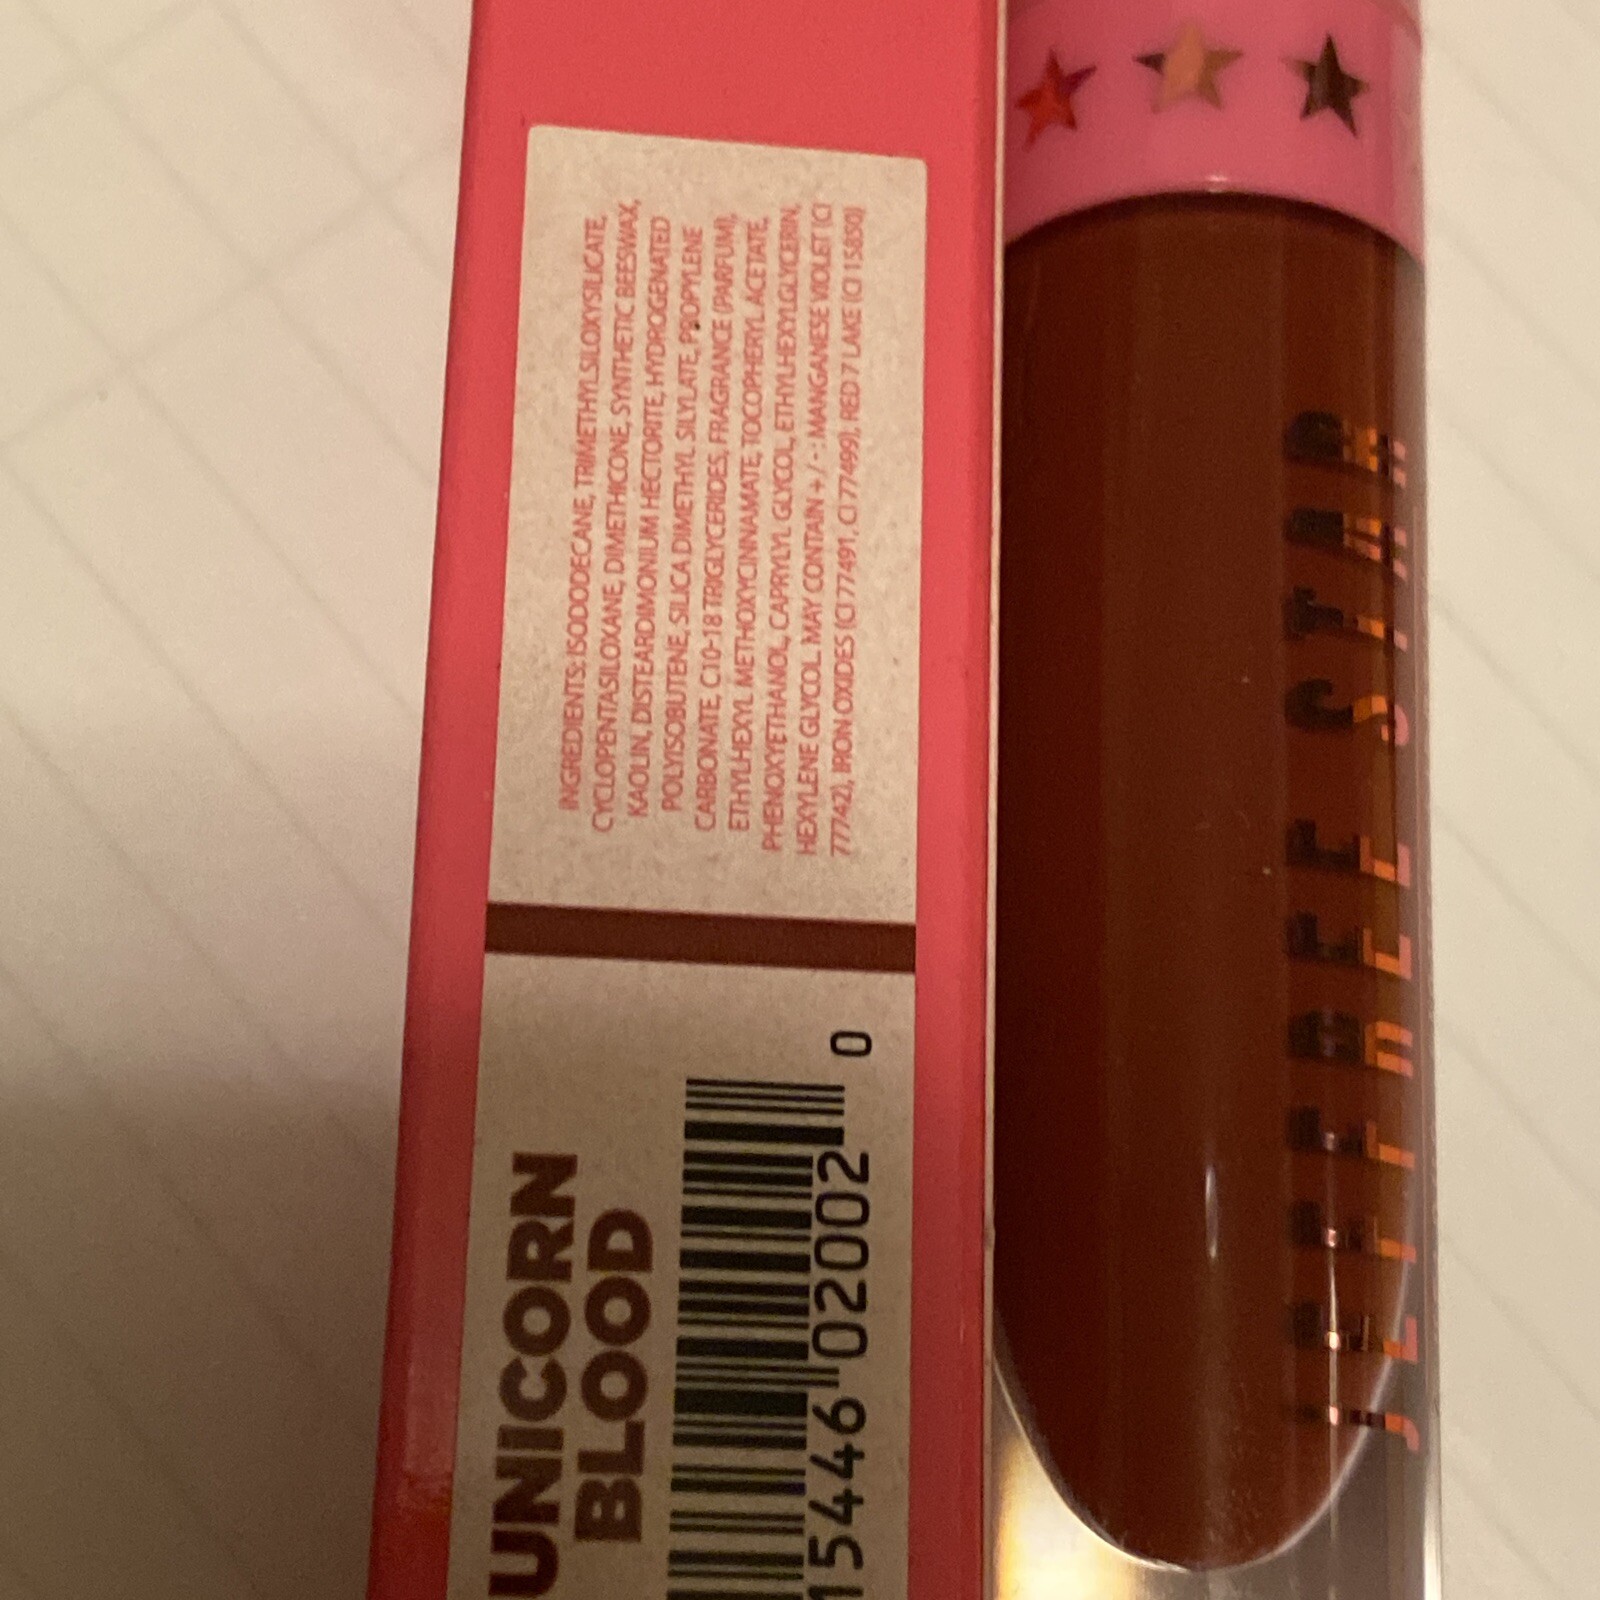 INGREDIENTS: ISODODECANE, TRIMETHYLSILOXYSILICATE,
CYCLOPENTASILOXANE, DIMETHICONE, SYNTHETIC BEESWAX,
KAOLIN, DISTEARDIMONIUM HECTORITE, HYDROGENATED
POLYISOBUTENE, SILICA DIMETHYL SILYLATE, PROPYLENE
CARBONATE, C10-18 TRIGLYCERIDES, FRAGRANCE (PARFUM),
ETHYLHEXYL METHOXYCINNAMATE, TOCOPHERYL ACETATE,
PHENOXYETHANOL, CAPRYLYL GLYCOL, ETHYLHEXYLGLYCERIN,
HEXYLENE GLYCOL. MAY CONTAIN + / - : MANGANESE VIOLET (CI
77742), IRON OXIDES (CI 77491, CI 77499), RED 7 LAKE (CI 15850)
UNICORN
BLOOD
15446 02002 0
JEFFREE STAR